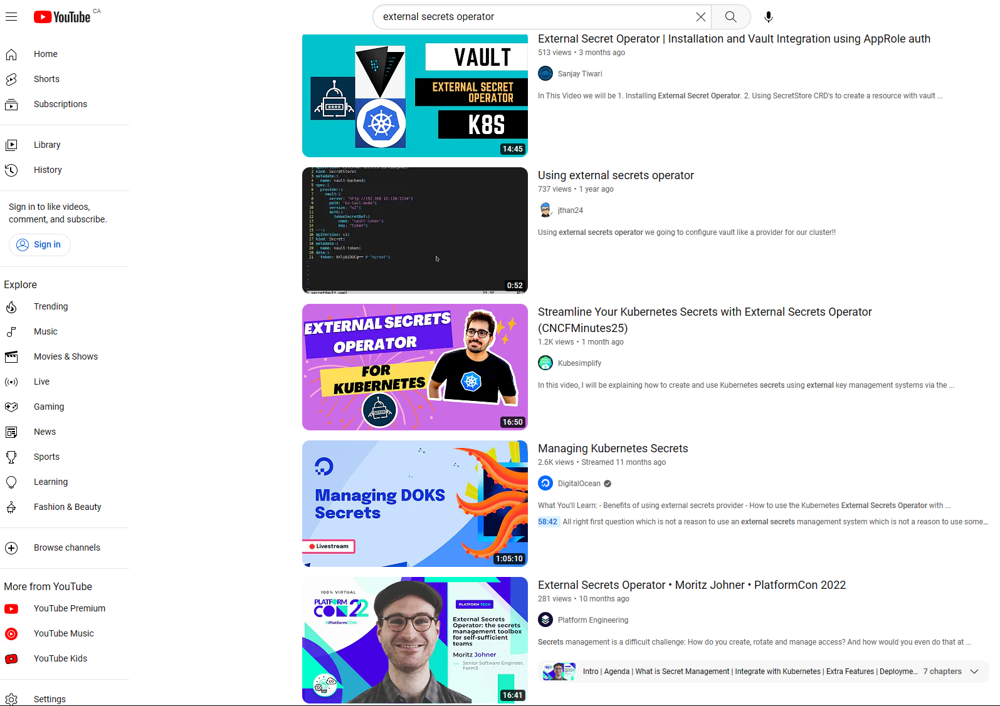 YouTube CA
external secrets operator
Home
Shorts
Subscriptions
Library
History
Sign in to like videos,
comment, and subscribe.
Sign in
Explore
Trending
Music
Movies & Shows
Live
Gaming
News
Sports
Learning
Fashion & Beauty
Browse channels
More from YouTube
YouTube Premium
YouTube Music
YouTube Kids
Settings
VAULT
EXTERNAL SECRET
OPERATOR
K8S
****
14:45
External Secret Operator | Installation and Vault Integration using AppRole auth
513 views • 3 months ago
Sanjay Tiwari
In This Video we will be 1. Installing External Secret Operator. 2. Using SecretStore CRD's to create a resource with vault ...
2 kind: SecretStore$
3 metadata:$
4 name: vault-backend$
5 spec:$
6 provider:$
7 vault:$
8 server: "http://192.168.10.130:1234"$
9 path: "kv-test-node"$
10 version: "v2"$
11 auth:$
12 tokenSecretRef:$
13 name: "vault-token"$
14 key: "token"$
15 ---$
16 apiVersion: v1$
17 kind: Secret$
18 metadata:$
19 name: vault-token$
20 data:$
21 token: # "myroot"$
0:52
Using external secrets operator
737 views • 1 year ago
jthan24
Using external secrets operator we going to configure vault like a provider for our cluster!!
EXTERNAL SECRETS
OPERATOR
FOR
KUBERNETES
****
16:50
Streamline Your Kubernetes Secrets with External Secrets Operator
(CNCFMinutes25)
1.2K views • 1 month ago
Kubesimplify
In this video, I will be explaining how to create and use Kubernetes secrets using external key management systems via the ...
Managing DOKS
Secrets
Livestream
1:05:10
Managing Kubernetes Secrets
2.6K views • Streamed 11 months ago
DigitalOcean
What You'll Learn: - Benefits of using external secrets provider - How to use the Kubernetes External Secrets Operator with ...
58:42 All right first question which is not a reason to use an external secrets management system which is not a reason to use some...
100% VIRTUAL
PLATFORM
CON 22
#PlatformCON
PLATFORM TECH
External Secrets
Operator: the secrets
management toolbox
for self-sufficient
teams
Moritz Johner
— Senior Software Engineer,
Form3
16:41
External Secrets Operator • Moritz Johner • PlatformCon 2022
281 views • 10 months ago
Platform Engineering
Secrets management is a difficult challenge: How do you create, rotate and manage access? And how would you even do that at ...
Intro | Agenda | What is Secret Management | Integrate with Kubernetes | Extra Features | Deployme... 7 chapters